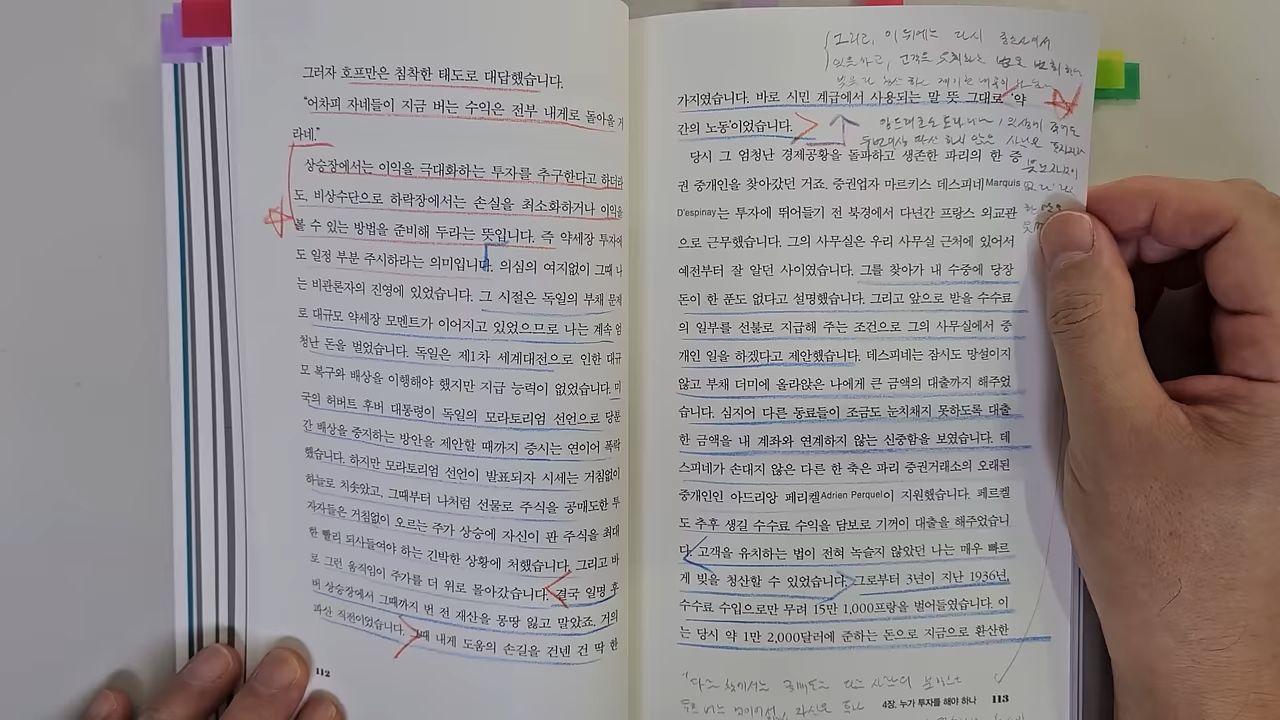 그러자 호프만은 침착한 태도로 대답했습니다.
"어차피 자네들이 지금 버는 수익은 전부 내게로 돌아올 거
라네."
상승장에서는 이익을 극대화하는 투자를 추구한다고 하더라
도, 비상수단으로 하락장에서는 손실을 최소화하거나 이익을
볼 수 있는 방법을 준비해 두라는 뜻입니다. 즉 약세장 투자에
도 일정 부분 주시하라는 의미입니다. 의심의 여지없이 그때 나
는 비관론자의 진영에 있었습니다. 그 시절은 독일의 부채 문제
로 대규모 약세장 모멘트가 이어지고 있었으므로 나는 계속 엄
청난 돈을 벌었습니다. 독일은 제1차 세계대전으로 인한 대규
모 복구와 배상을 이행해야 했지만 지급 능력이 없었습니다. 미
국의 허버트 후버 대통령이 독일의 모라토리엄 선언으로 당분
간 배상을 중지하는 방안을 제안할 때까지 증시는 연이어 폭락
했습니다. 하지만 모라토리엄 선언이 발표되자 시세는 거침없이
하늘로 치솟았고, 그때부터 나처럼 선물로 주식을 공매도한 투
자자들은 거침없이 오르는 주가 상승에 자신이 판 주식을 최대
한 빨리 되사들여야 하는 긴박한 상황에 처했습니다. 그리고 바
로 그런 움직임이 주가를 더 위로 몰아갔습니다. 결국 일명 후
버 상승장에서 그때까지 번 전 재산을 몽땅 잃고 말았죠. 거의
파산 직전이었습니다. 그때 내게 도움의 손길을 건넨 건 딱 한
112
그리고, 이 뒤에는 다시
가지였습니다. 바로 시민 계급에서 사용되는 말 뜻 그대로 '약
간의 노동'이었습니다.
당시 그 엄청난 경제공황을 돌파하고 생존한 파리의 한 증
권 중개인을 찾아갔던 거죠. 증권업자 마르키스 데스피네Marquis
D'espinay는 투자에 뛰어들기 전 북경에서 다년간 프랑스 외교관
으로 근무했습니다. 그의 사무실은 우리 사무실 근처에 있어서
예전부터 잘 알던 사이였습니다. 그를 찾아가 내 수중에 당장
돈이 한 푼도 없다고 설명했습니다. 그리고 앞으로 받을 수수료
의 일부를 선불로 지급해 주는 조건으로 그의 사무실에서 중
개인 일을 하겠다고 제안했습니다. 데스피네는 잠시도 망설이지
않고 부채 더미에 올라앉은 나에게 큰 금액의 대출까지 해주었
습니다. 심지어 다른 동료들이 조금도 눈치채지 못하도록 대출
한 금액을 내 계좌와 연계하지 않는 신중함을 보였습니다. 데
스피네가 손대지 않은 다른 한 축은 파리 증권거래소의 오래된
중개인인 아드리앙 페리켈Adrien Perquel이 지원했습니다. 페르켈
도 추후 생길 수수료 수익을 담보로 기꺼이 대출을 해주었습니
다. 고객을 유치하는 법이 전혀 녹슬지 않았던 나는 매우 빠르
게 빚을 청산할 수 있었습니다. 그로부터 3년이 지난 1936년,
수수료 수입으로만 무려 15만 1,000프랑을 벌어들였습니다. 이
는 당시 약 1만 2,000달러에 준하는 돈으로 지금으로 환산하
4장. 누가 투자를 해야 하나 113